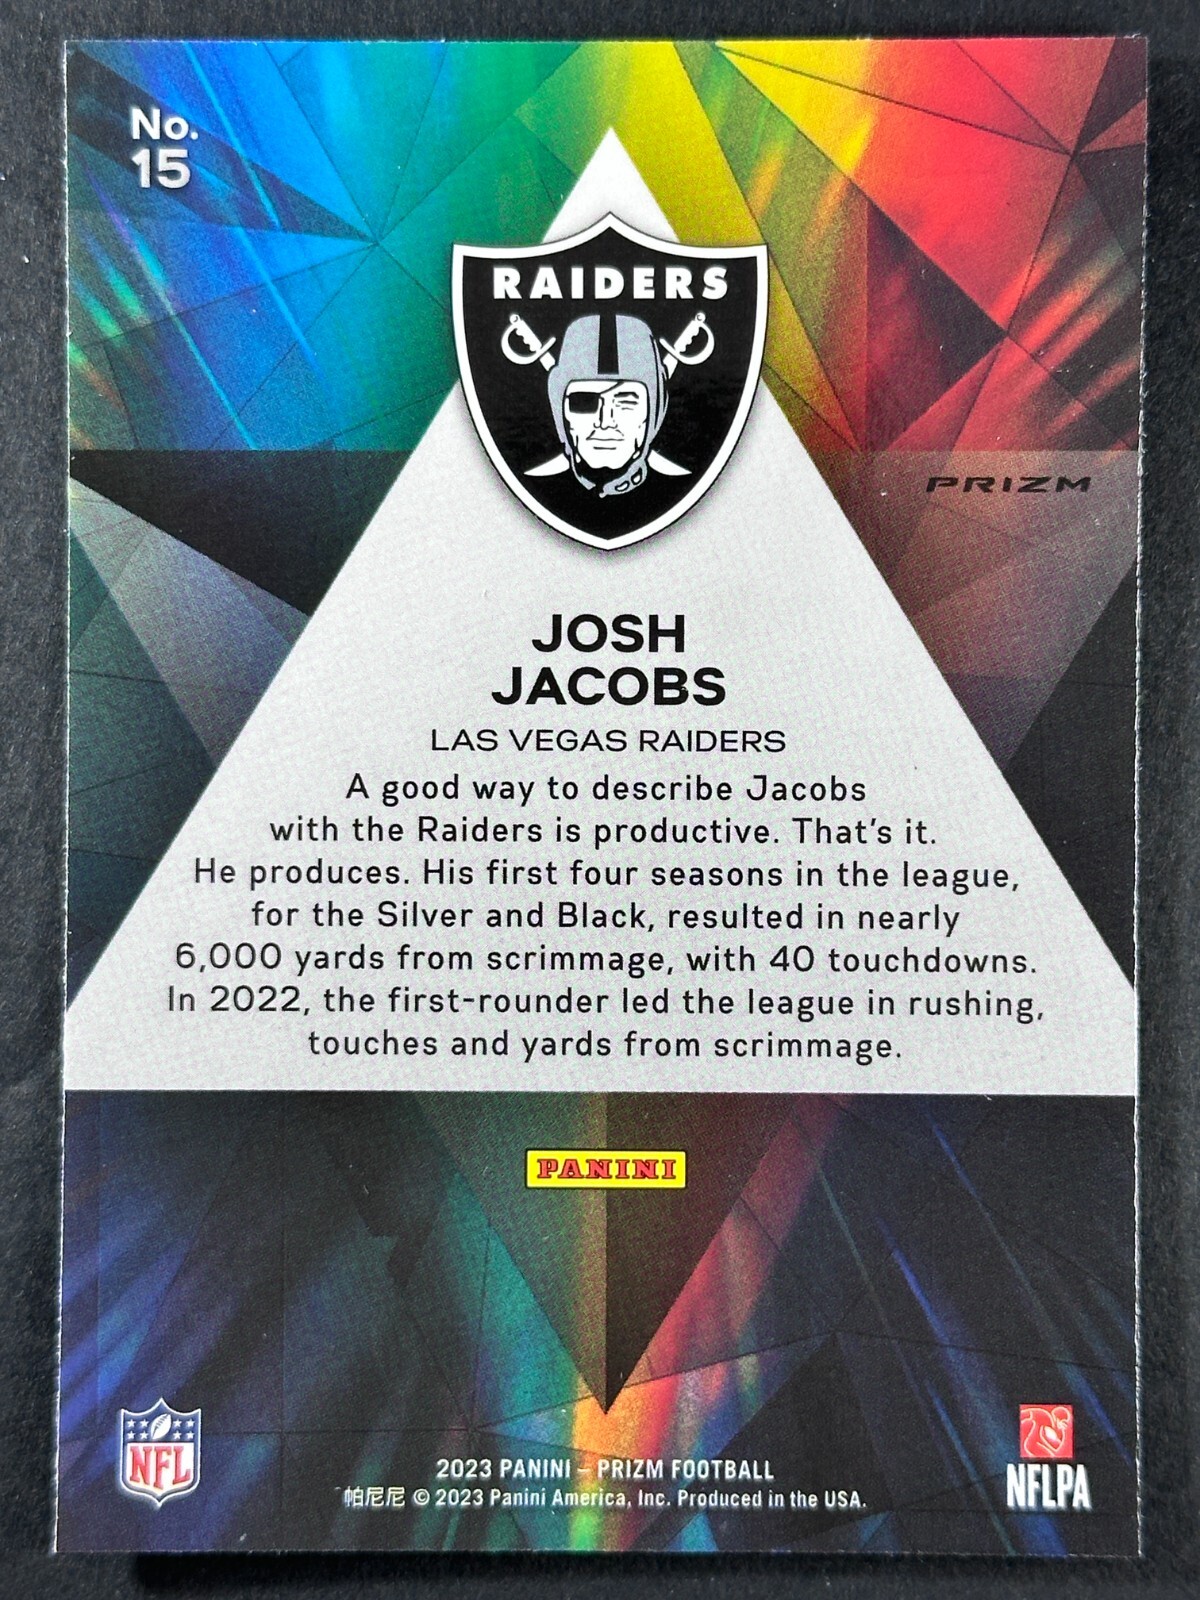 No.
15
RAIDERS
PRIZM
JOSH
JACOBS
LAS VEGAS RAIDERS
A good way to describe Jacobs
with the Raiders is productive. That's it.
He produces. His first four seasons in the league,
for the Silver and Black, resulted in nearly
6,000 yards from scrimmage, with 40 touchdowns.
In 2022, the first-rounder led the league in rushing,
touches and yards from scrimmage.
PANINI
NFL
2023 PANINI – PRIZM FOOTBALL
帕尼尼 © 2023 Panini America, Inc. Produced in the USA.
NFLPA